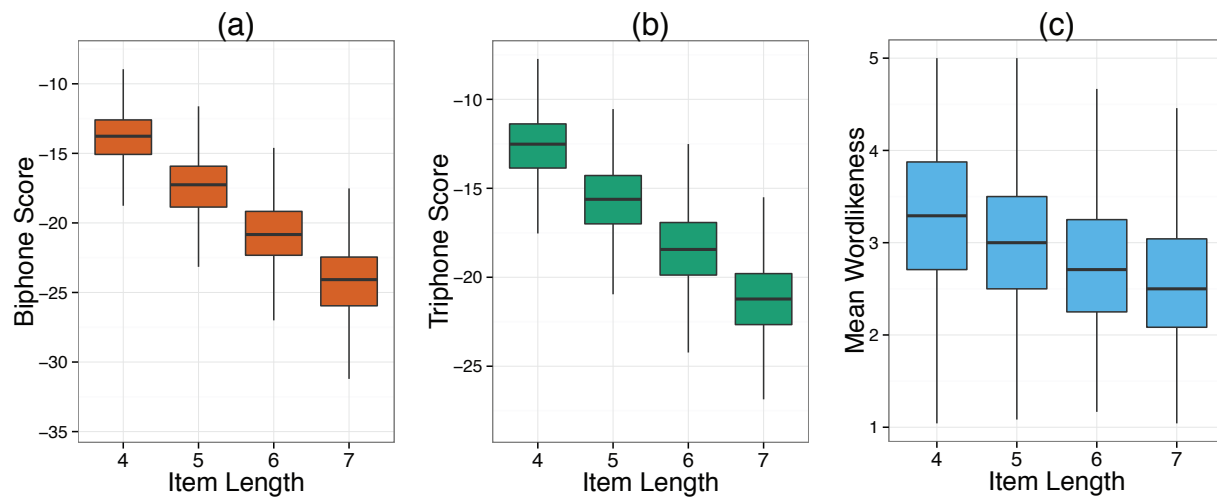 (a)
Biphone Score
−10
−15
−20
−25
−30
−35
4 5 6 7
Item Length
(b)
Triphone Score
−10
−15
−20
−25
4 5 6 7
Item Length
(c)
Mean Wordlikeness
5
4
3
2
1
4 5 6 7
Item Length